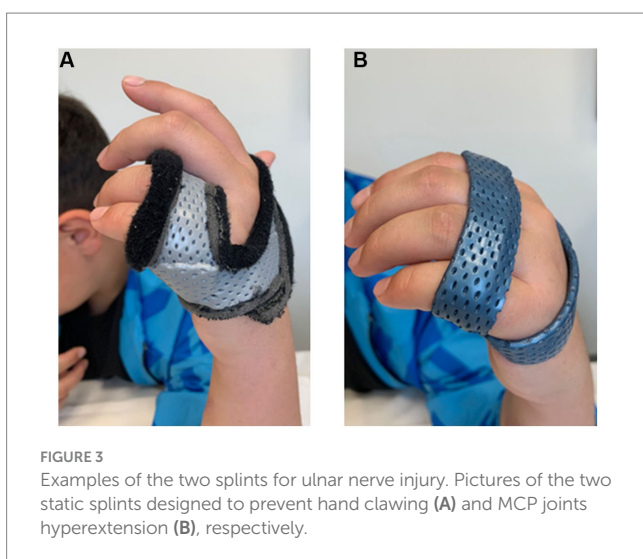 A
B
FIGURE 3
Examples of the two splints for ulnar nerve injury. Pictures of the two
static splints designed to prevent hand clawing (A) and MCP joints
hyperextension (B), respectively.